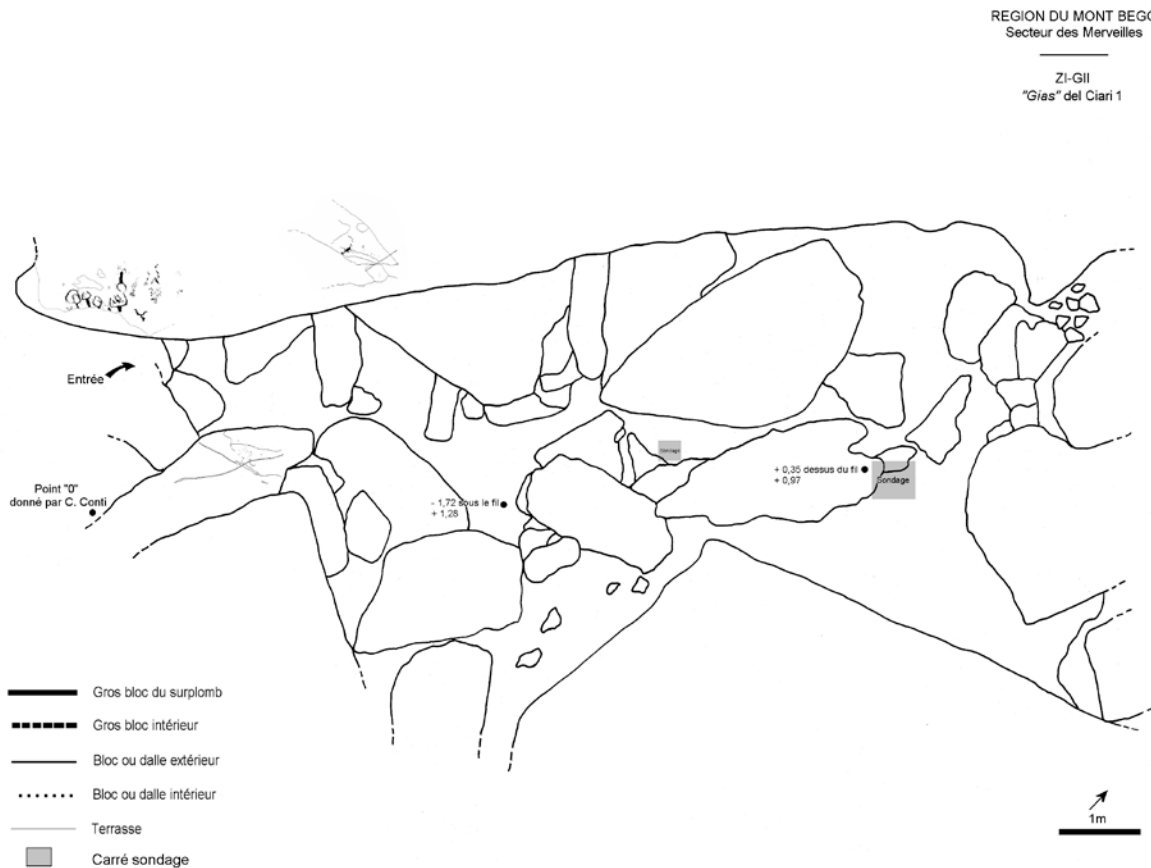 REGION DU MONT BEGO
Secteur des Merveilles
ZI-GII
"Gias" del Ciari 1
Entrée
Point "0"
donné par C. Conti
- 1,72 sous le fil
+ 1,28
Sondage
+ 0,35 dessus du fil
+ 0,97
Sondage
Gros bloc du surplomb
Gros bloc intérieur
Bloc ou dalle extérieur
Bloc ou dalle intérieur
Terrasse
Carré sondage
1m